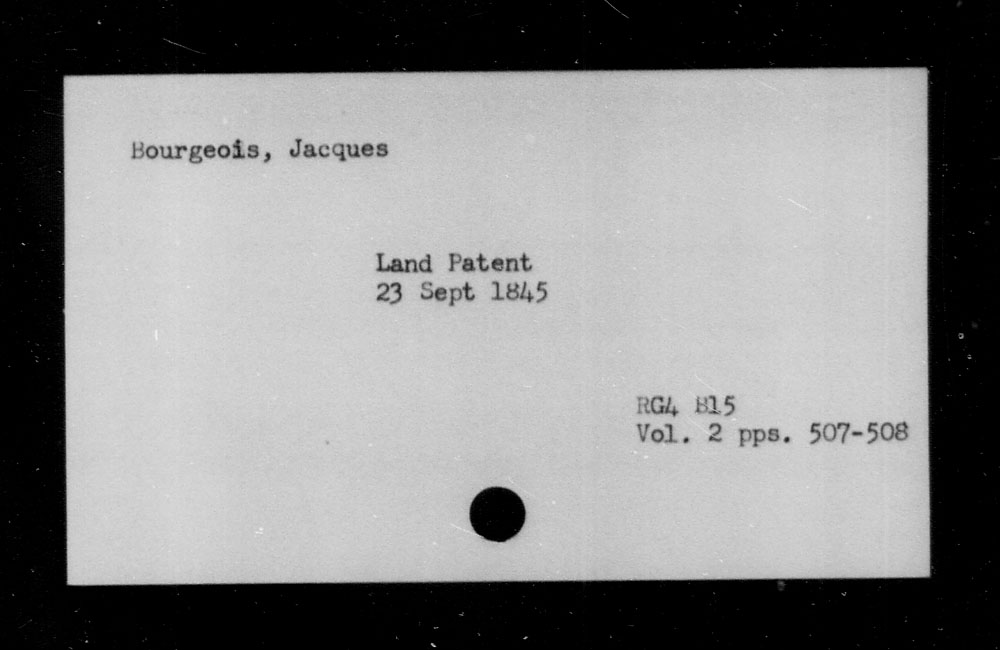 Bourgeois, Jacques
Land Patent
23 Sept 1845
RG4 B15
Vol. 2 pps. 507-508